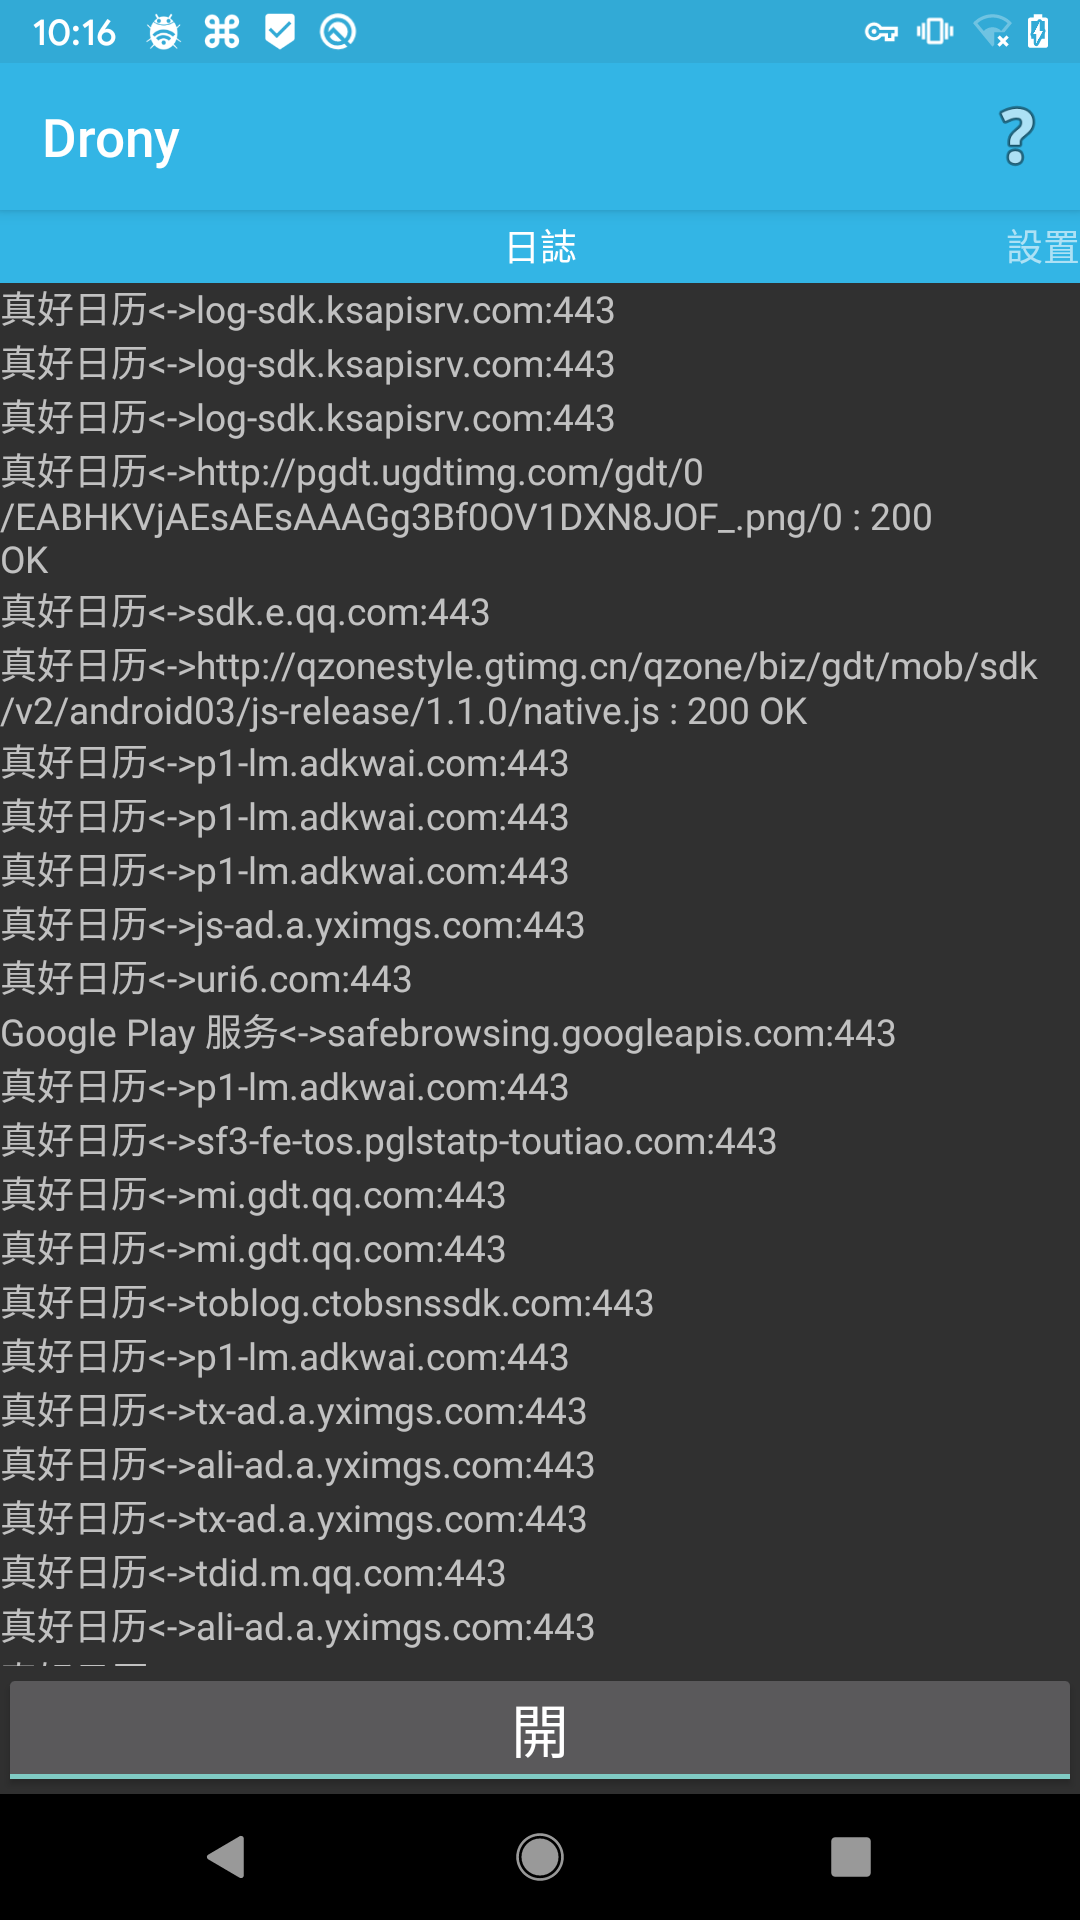 10:16
Drony
日誌
設置
真好日历<->log-sdk.ksapisrv.com:443
真好日历<->log-sdk.ksapisrv.com:443
真好日历<->log-sdk.ksapisrv.com:443
真好日历<->http://pgdt.ugdtimg.com/gdt/0
/EABHKVjAEsAEsAAAGg3Bf0OV1DXN8JOF_.png/0 : 200
OK
真好日历<->sdk.e.qq.com:443
真好日历<->http://qzonestyle.gtimg.cn/qzone/biz/gdt/mob/sdk
/v2/android03/js-release/1.1.0/native.js : 200 OK
真好日历<->p1-lm.adkwai.com:443
真好日历<->p1-lm.adkwai.com:443
真好日历<->p1-lm.adkwai.com:443
真好日历<->js-ad.a.yximgs.com:443
真好日历<->uri6.com:443
Google Play 服务<->safebrowsing.googleapis.com:443
真好日历<->p1-lm.adkwai.com:443
真好日历<->sf3-fe-tos.pglstatp-toutiao.com:443
真好日历<->mi.gdt.qq.com:443
真好日历<->mi.gdt.qq.com:443
真好日历<->toblog.ctobsnssdk.com:443
真好日历<->p1-lm.adkwai.com:443
真好日历<->tx-ad.a.yximgs.com:443
真好日历<->ali-ad.a.yximgs.com:443
真好日历<->tx-ad.a.yximgs.com:443
真好日历<->tdid.m.qq.com:443
真好日历<->ali-ad.a.yximgs.com:443
開